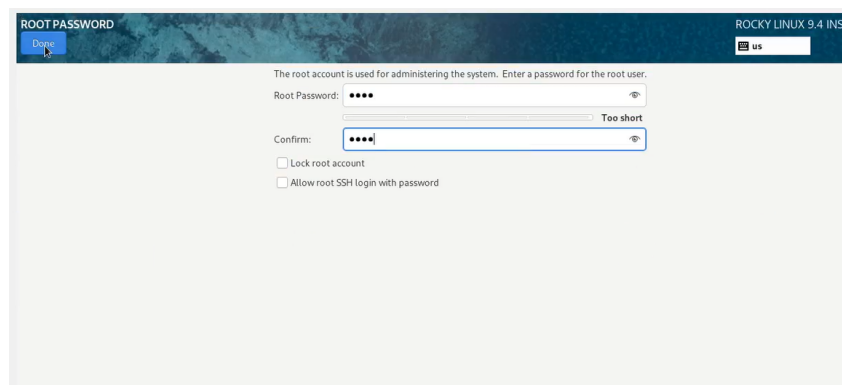 ROOT PASSWORD
ROCKY LINUX 9.4 INS
Done
us
The root account is used for administering the system. Enter a password for the root user.
Root Password: ••••
Too short
Confirm: ••••
Lock root account
Allow root SSH login with password